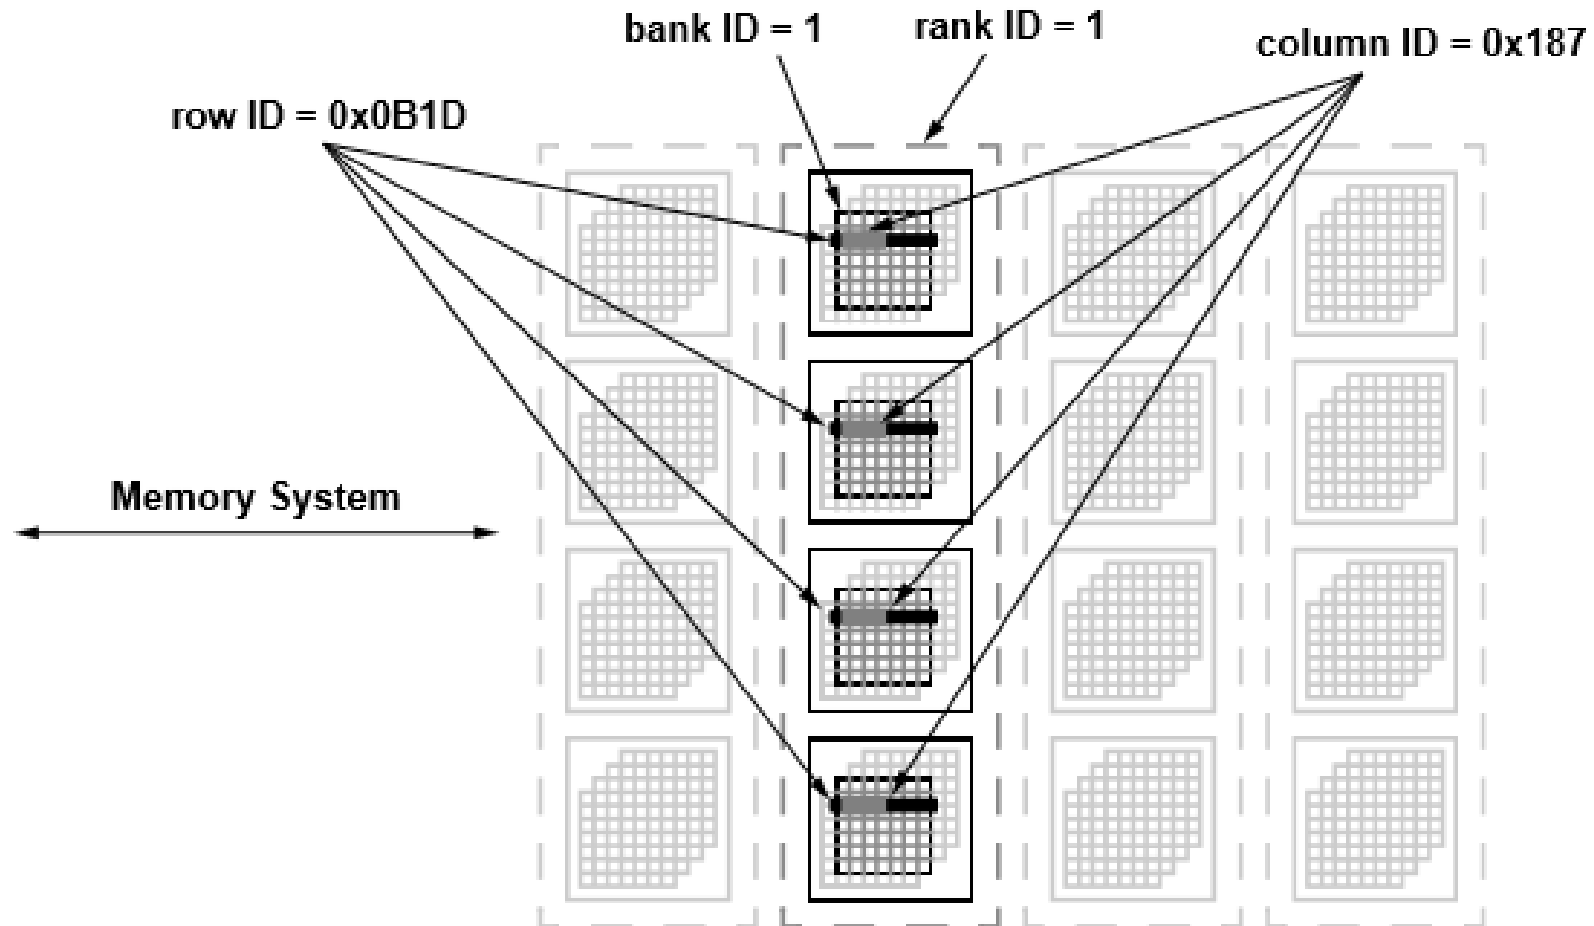 bank ID = 1
rank ID = 1
column ID = 0x187
row ID = 0x0B1D
Memory System